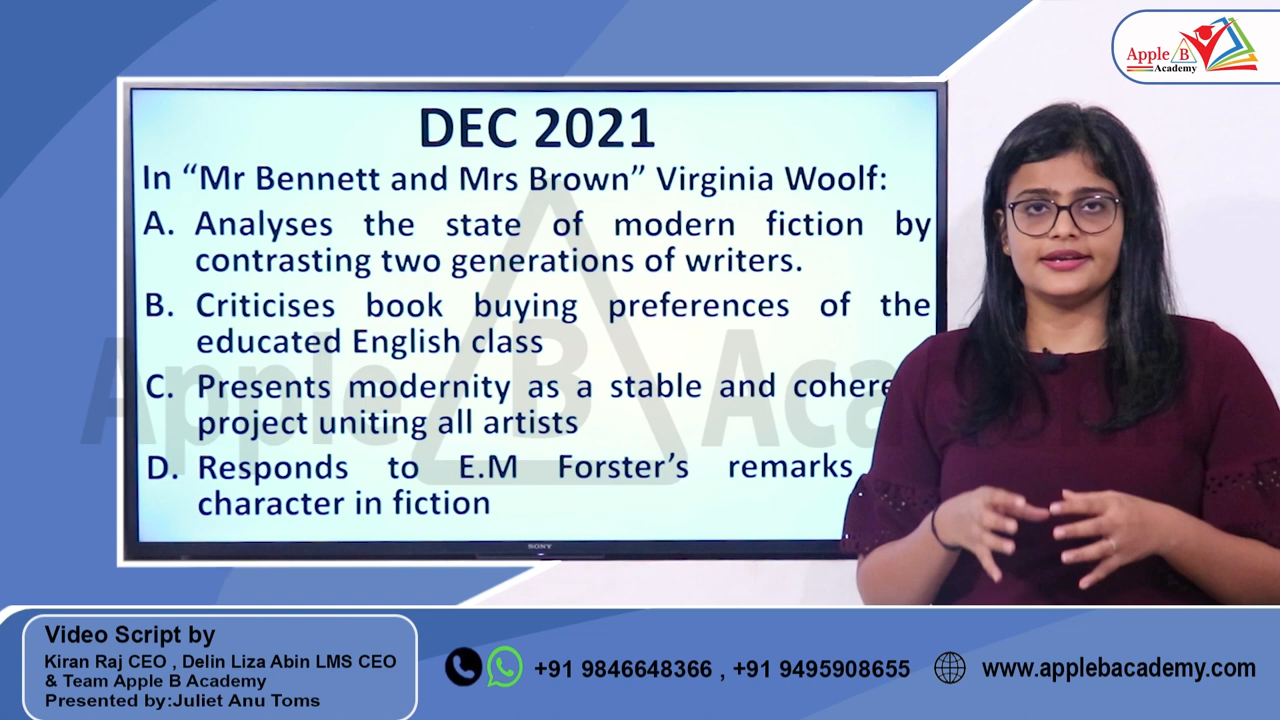 Apple B
Academy
DEC 2021
In “Mr Bennett and Mrs Brown” Virginia Woolf:
A. Analyses the state of modern fiction by
contrasting two generations of writers.
B. Criticises book buying preferences of the
educated English class
C. Presents modernity as a stable and
project uniting all artists
D. Responds to E.M Forster’s remarks
character in fiction
SONY
Apple B
Video Script by
Kiran Raj CEO , Delin Liza Abin LMS CEO
& Team Apple B Academy
Presented by:Juliet Anu Toms
+91 9846648366 , +91 9495908655
www.applebacademy.com